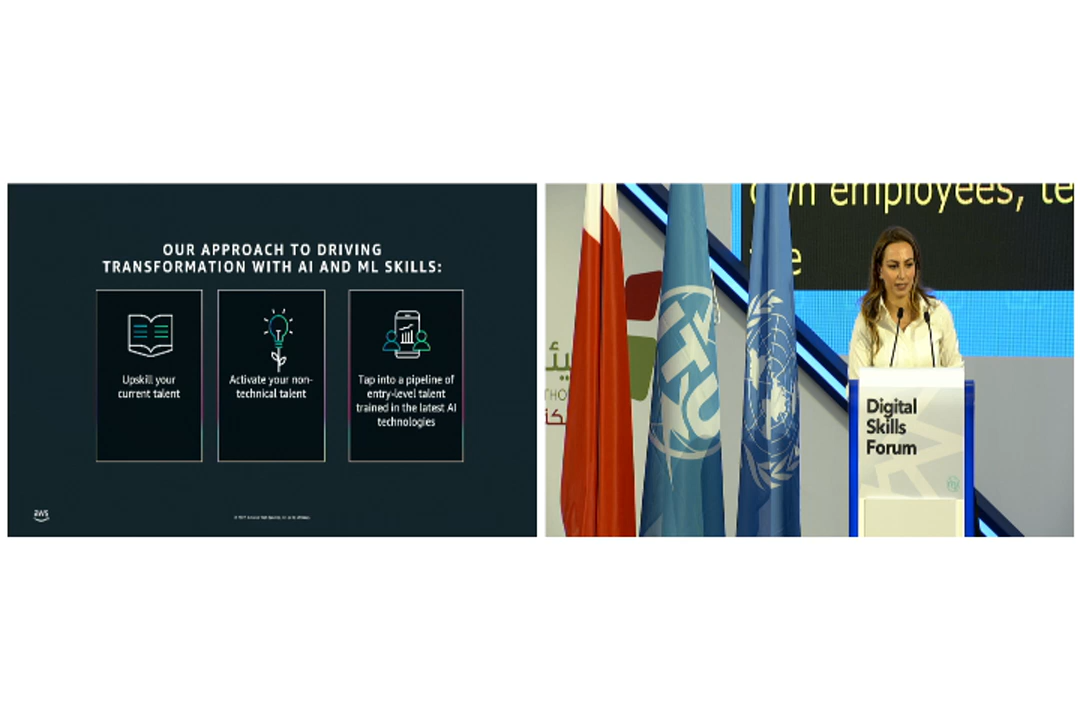 OUR APPROACH TO DRIVING
TRANSFORMATION WITH AI AND ML SKILLS:
Upskill your
current talent
Activate your non-
technical talent
Tap into a pipeline of
entry-level talent
trained in the latest AI
technologies
aws
own employees, te
ITU
Digital
Skills
Forum